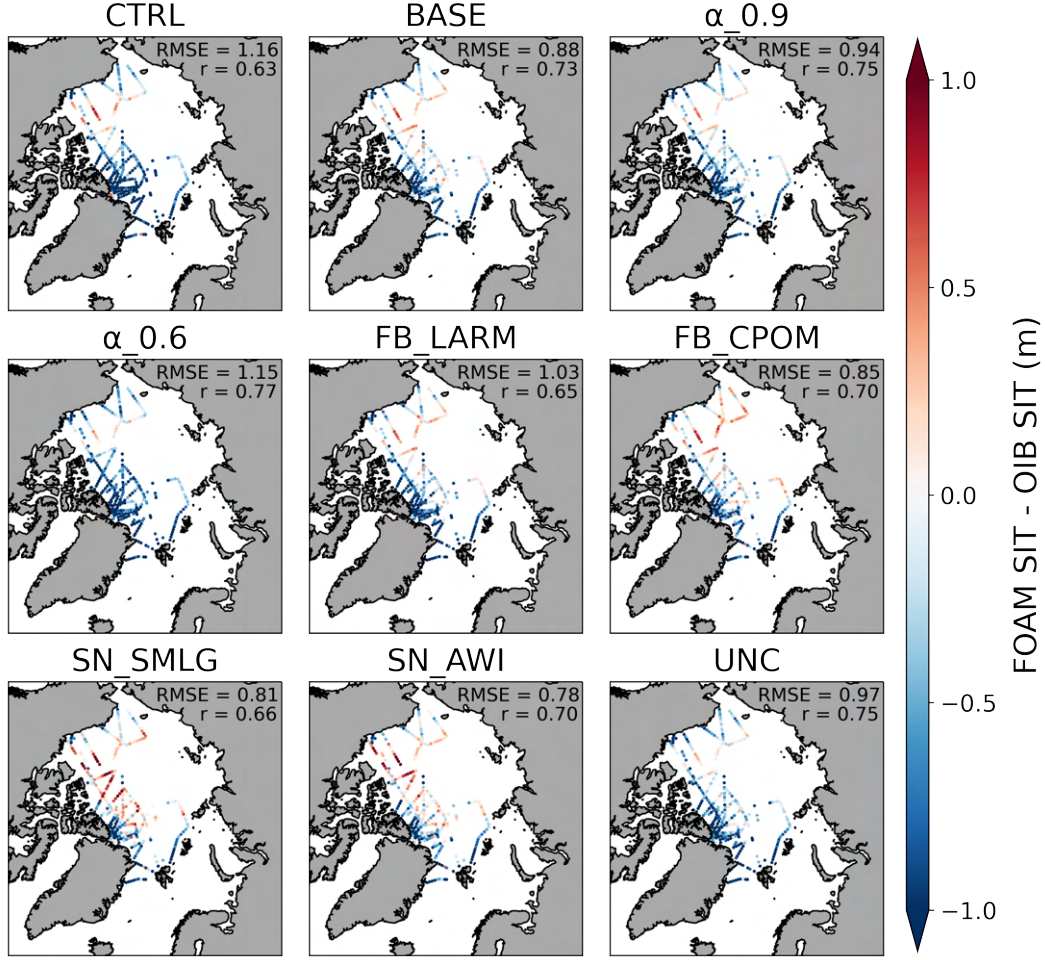 CTRL
RMSE = 1.16
r = 0.63
BASE
RMSE = 0.88
r = 0.73
α_0.9
RMSE = 0.94
r = 0.75
α_0.6
RMSE = 1.15
r = 0.77
FB_LARM
RMSE = 1.03
r = 0.65
FB_CPOM
RMSE = 0.85
r = 0.70
SN_SMLG
RMSE = 0.81
r = 0.66
SN_AWI
RMSE = 0.78
r = 0.70
UNC
RMSE = 0.97
r = 0.75
1.0
0.5
0.0
−0.5
−1.0
FOAM SIT - OIB SIT (m)